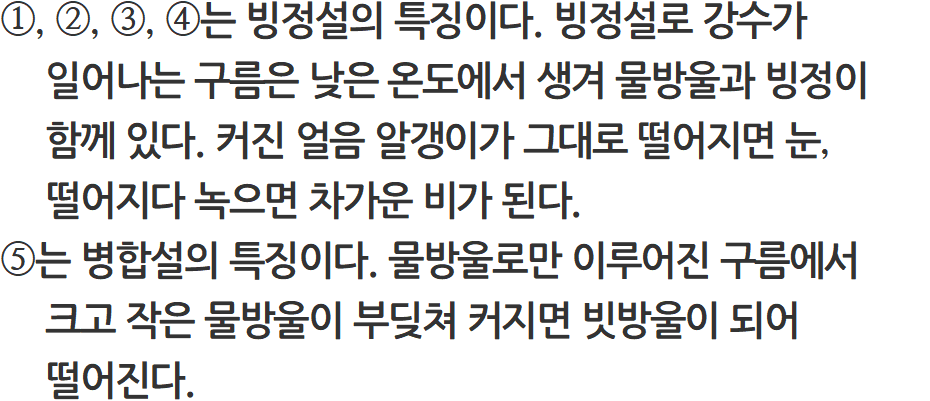 ①, ②, ③, ④는 빙정설의 특징이다. 빙정설로 강수가
일어나는 구름은 낮은 온도에서 생겨 물방울과 빙정이
함께 있다. 커진 얼음 알갱이가 그대로 떨어지면 눈,
떨어지다 녹으면 차가운 비가 된다.
⑤는 병합설의 특징이다. 물방울로만 이루어진 구름에서
크고 작은 물방울이 부딪쳐 커지면 빗방울이 되어
떨어진다.